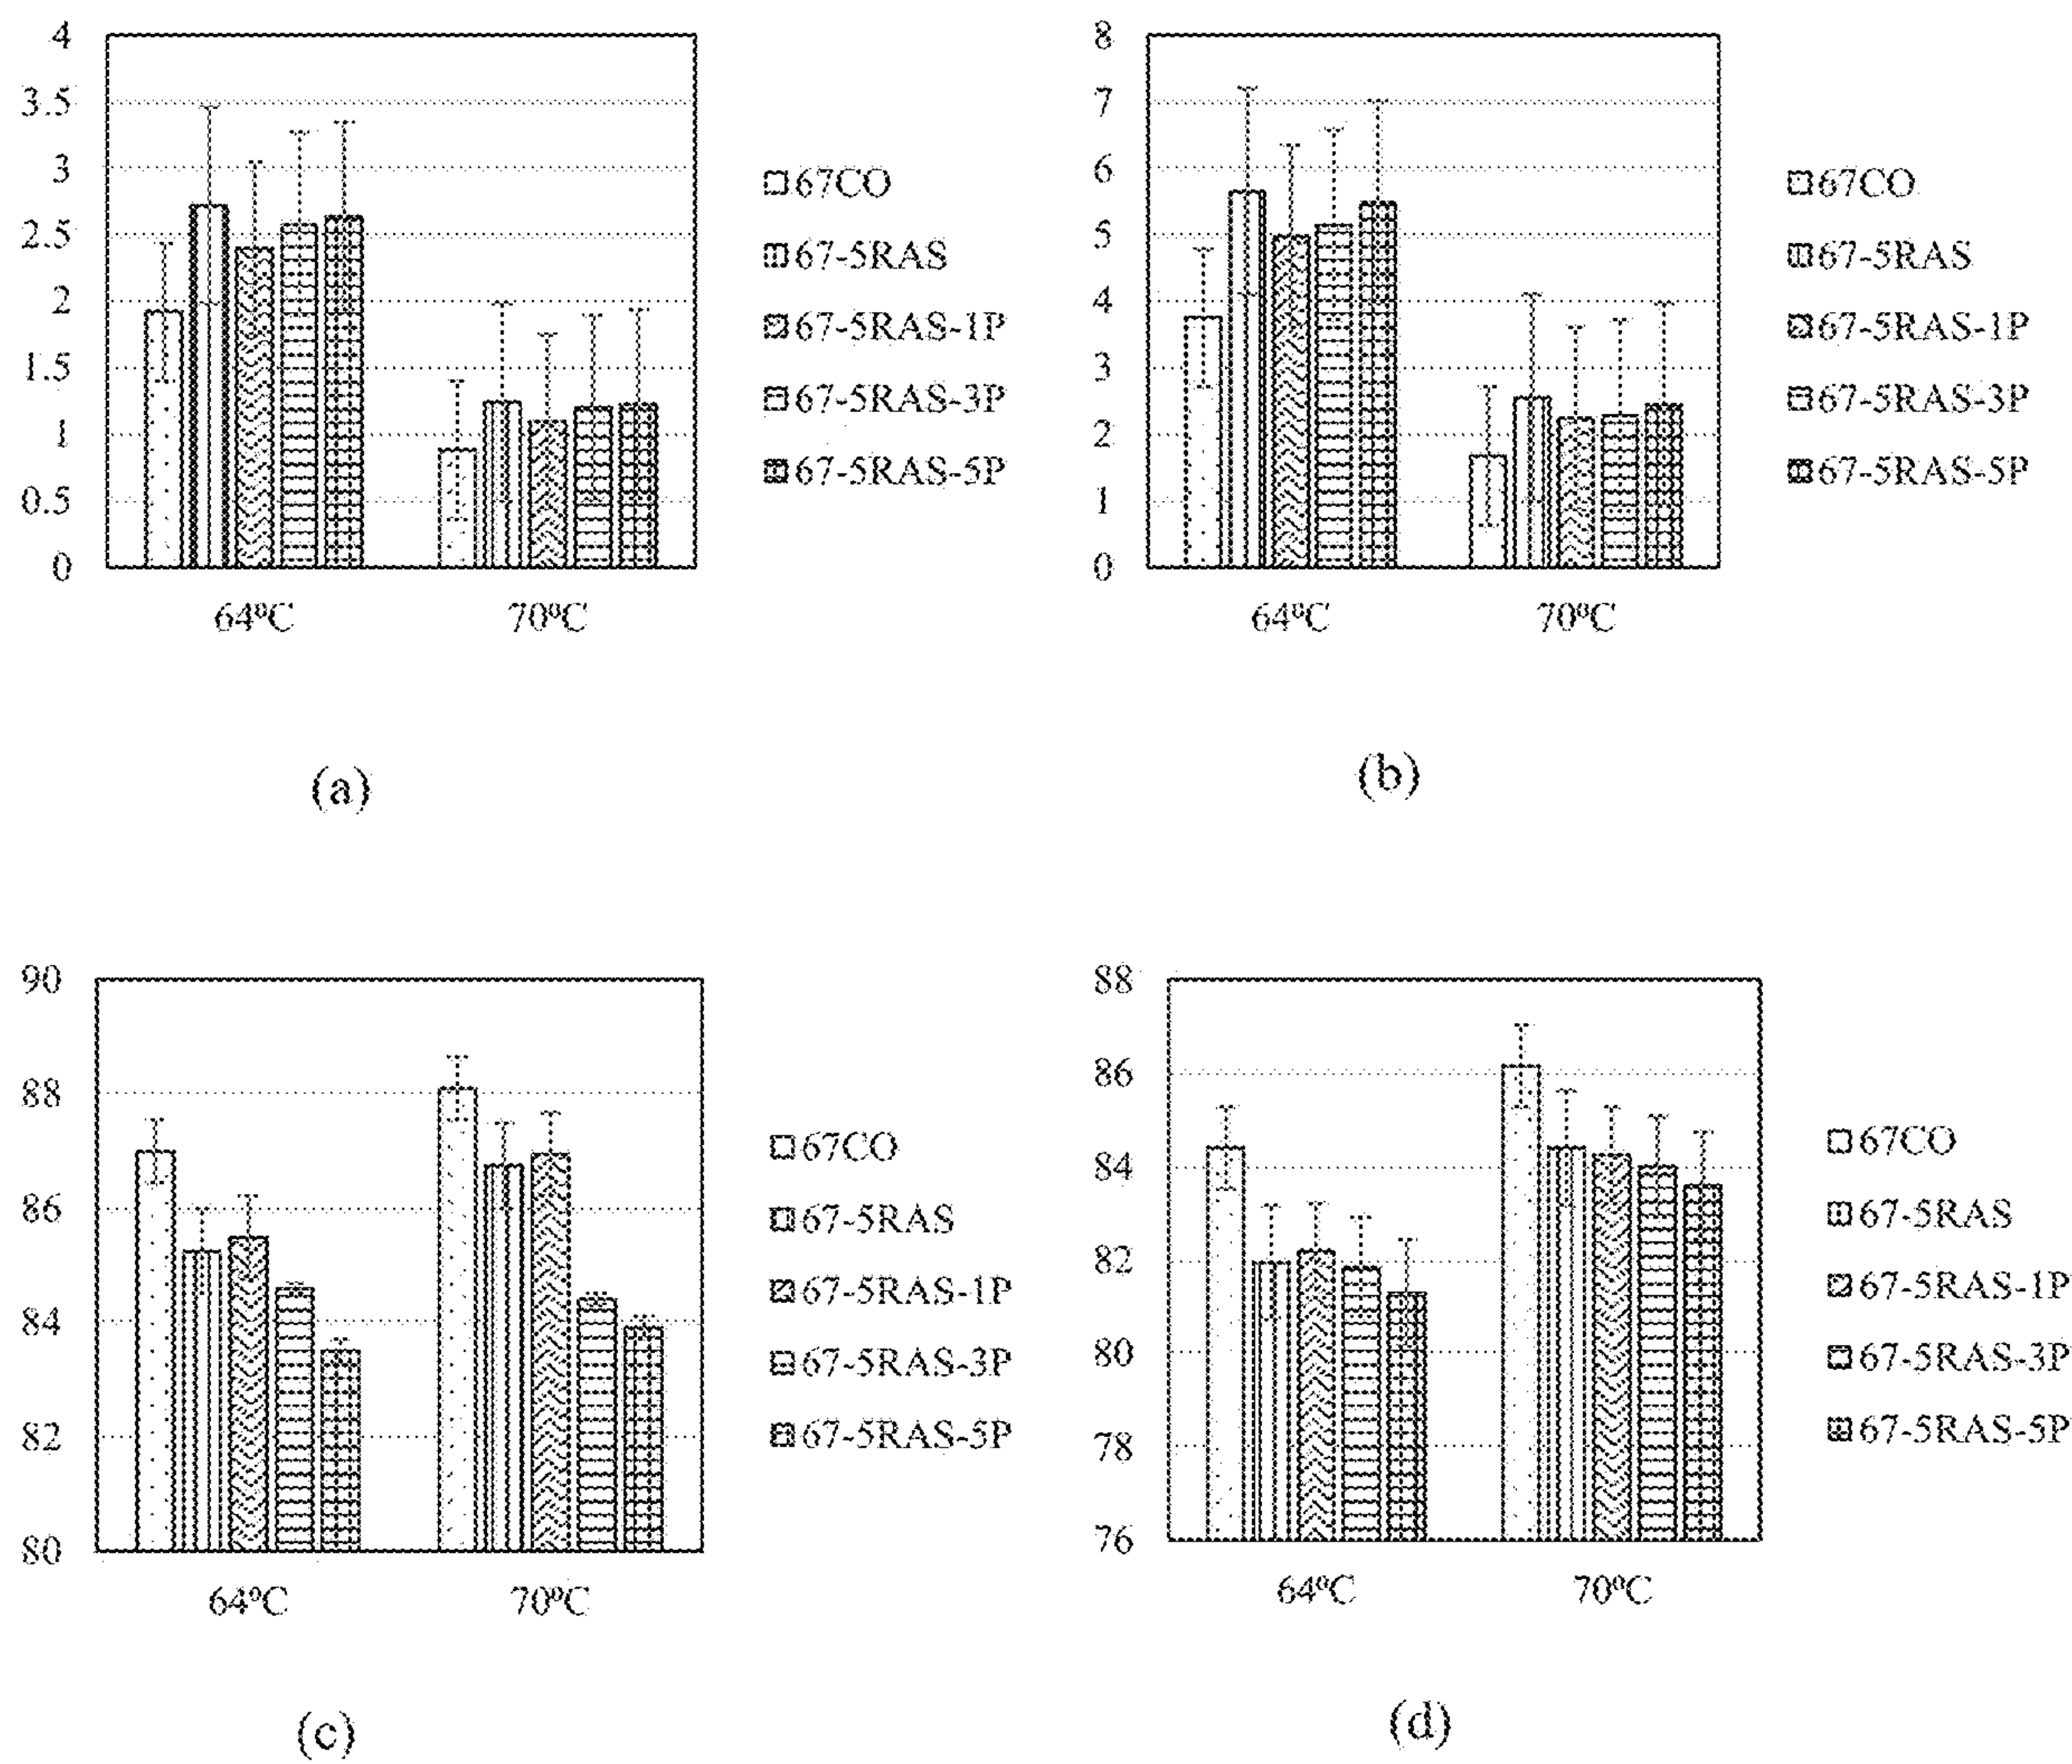 4
3.5
3
2.5
2
1.5
1
0.5
0
64ºC 70ºC
67CO
67-5RAS
67-5RAS-1P
67-5RAS-3P
67-5RAS-5P
(a)
8
7
6
5
4
3
2
1
0
64ºC 70ºC
67CO
67-5RAS
67-5RAS-1P
67-5RAS-3P
67-5RAS-5P
(b)
90
88
86
84
82
80
64ºC 70ºC
67CO
67-5RAS
67-5RAS-1P
67-5RAS-3P
67-5RAS-5P
(c)
88
86
84
82
80
78
76
64ºC 70ºC
67CO
67-5RAS
67-5RAS-1P
67-5RAS-3P
67-5RAS-5P
(d)